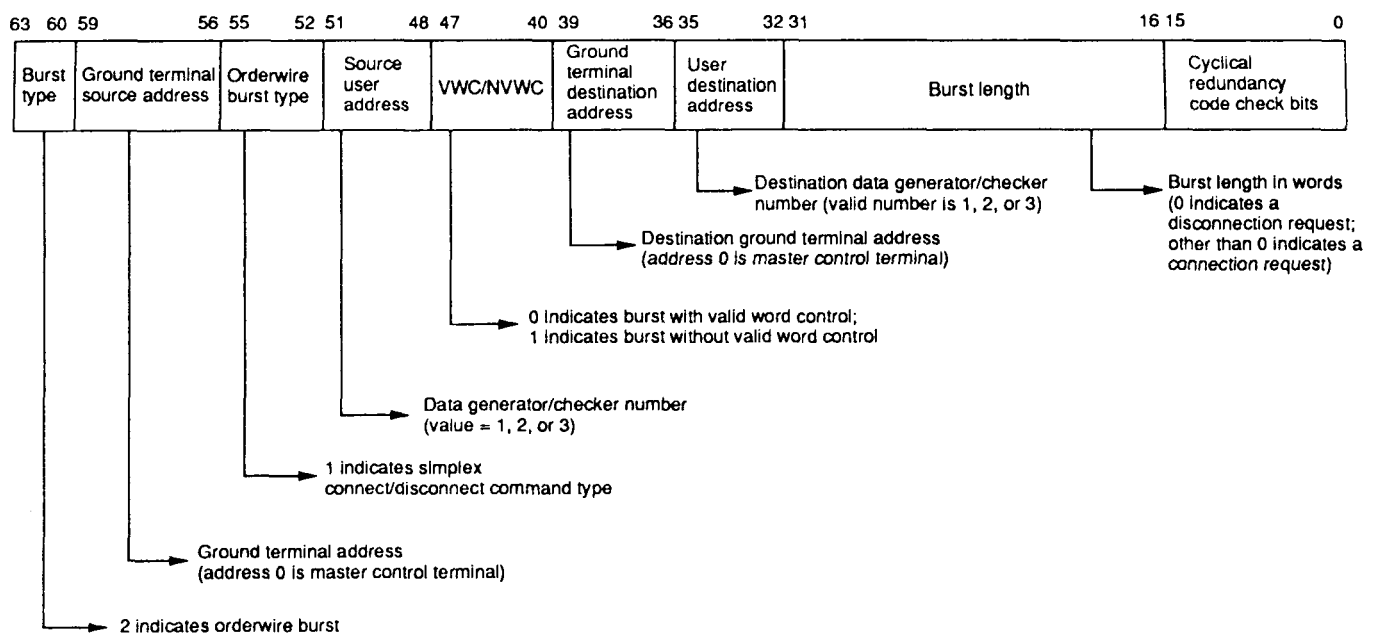 63 60 59 56 55 52 51 48 47 40 39 36 35 32 31 16 15 0
Burst
type
Ground terminal
source address
Orderwire
burst type
Source
user
address
VWC/NVWC
Ground
terminal
destination
address
User
destination
address
Burst length
Cyclical
redundancy
code check bits
Destination data generator/checker
number (valid number is 1, 2, or 3)
Burst length in words
(0 indicates a
disconnection request;
other than 0 indicates a
connection request)
Destination ground terminal address
(address 0 is master control terminal)
0 indicates burst with valid word control;
1 indicates burst without valid word control
Data generator/checker number
(value = 1, 2, or 3)
1 indicates simplex
connect/disconnect command type
Ground terminal address
(address 0 is master control terminal)
2 indicates orderwire burst